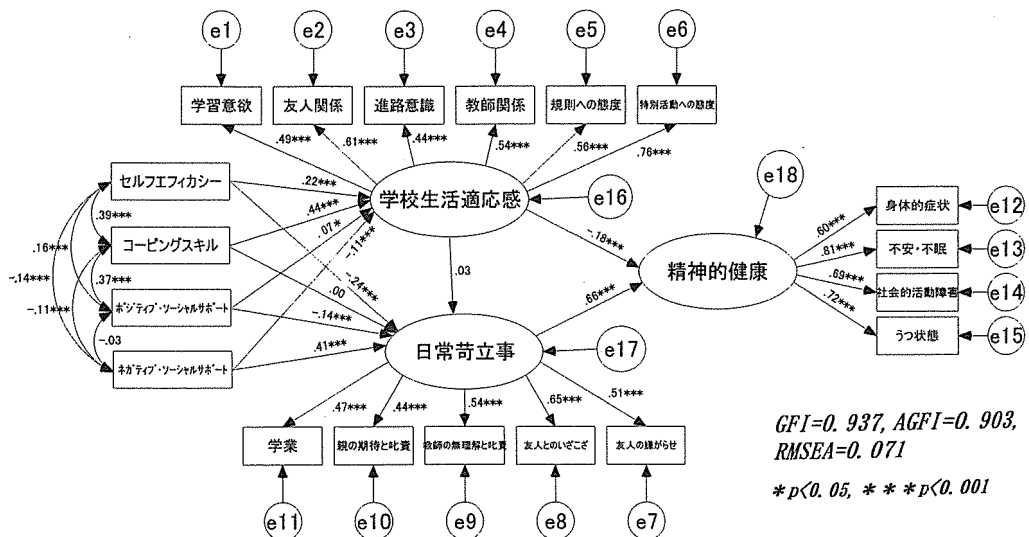 e1
e2
e3
e4
e5
e6
学習意欲
友人関係
進路意識
教師関係
規則への態度
特別活動への態度
.49***
.61***
.44***
.54***
.56***
.76***
セルフエフィカシー
コーピングスキル
ポジティブ・ソーシャルサポート
ネガティブ・ソーシャルサポート
.39***
.16***
-.14***
.37***
-.11***
-.03
.22***
.44***
.07*
-.11***
-.24***
.00
-.14***
.41***
学校生活適応感
e16
.03
-.18***
.66***
日常苛立事
e17
精神的健康
e18
.60***
.81***
.69***
.72***
身体的症状
不安・不眠
社会的活動障害
うつ状態
e12
e13
e14
e15
.47***
.44***
.54***
.65***
.51***
学業
親の期待と叱責
教師の無理解と叱責
友人とのいざこざ
友人の嫌がらせ
e11
e10
e9
e8
e7
GFI=0.937, AGFI=0.903,
RMSEA=0.071
*p<0.05, ***p<0.001